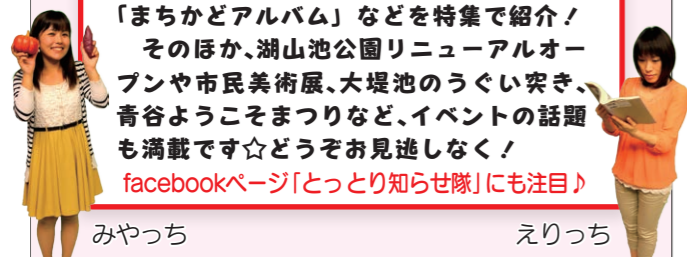 「まちかどアルバム」などを特集で紹介！
そのほか、湖山池公園リニューアルオー
プンや市民美術展、大堤池のうぐい突き、
青谷ようこそまつりなど、イベントの話題
も満載です☆どうぞお見逃しなく！
facebookページ「とっとり知らせ隊」にも注目♪
みやっち
えりっち